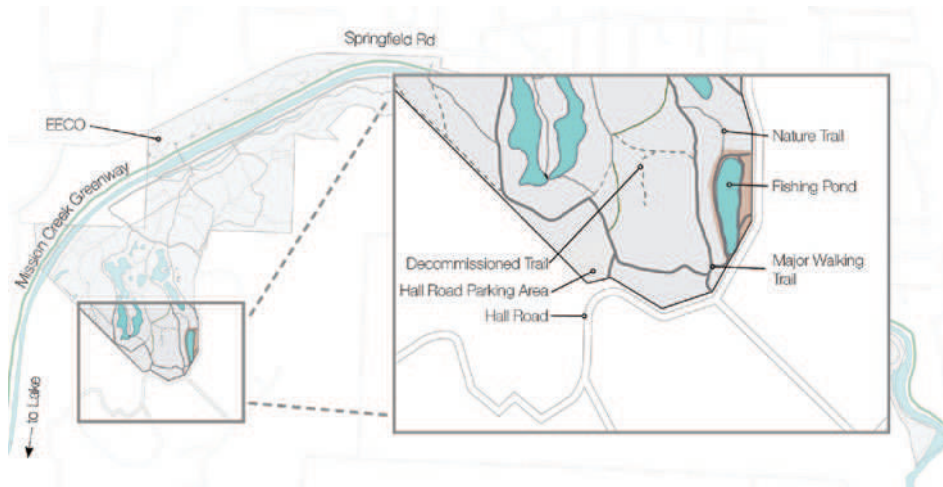 Springfield Rd
EECO
Mission Creek Greenway
to Lake
Nature Trail
Fishing Pond
Decommissioned Trail
Hall Road Parking Area
Major Walking
Trail
Hall Road